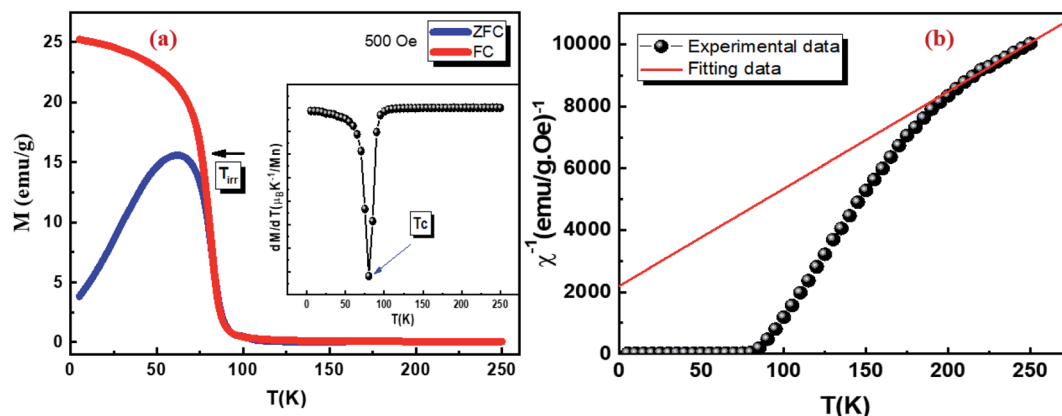 (a)
500 Oe
ZFC
FC
M (emu/g)
25
20
15
10
5
0
0 50 100 150 200 250
T(K)
T_irr
dM/dT(μ_BK⁻¹/Mn)
Tc
0 50 100 150 200 250
T(K)
(b)
Experimental data
Fitting data
χ⁻¹(emu/g.Oe)⁻¹
10000
8000
6000
4000
2000
0
0 50 100 150 200 250
T(K)